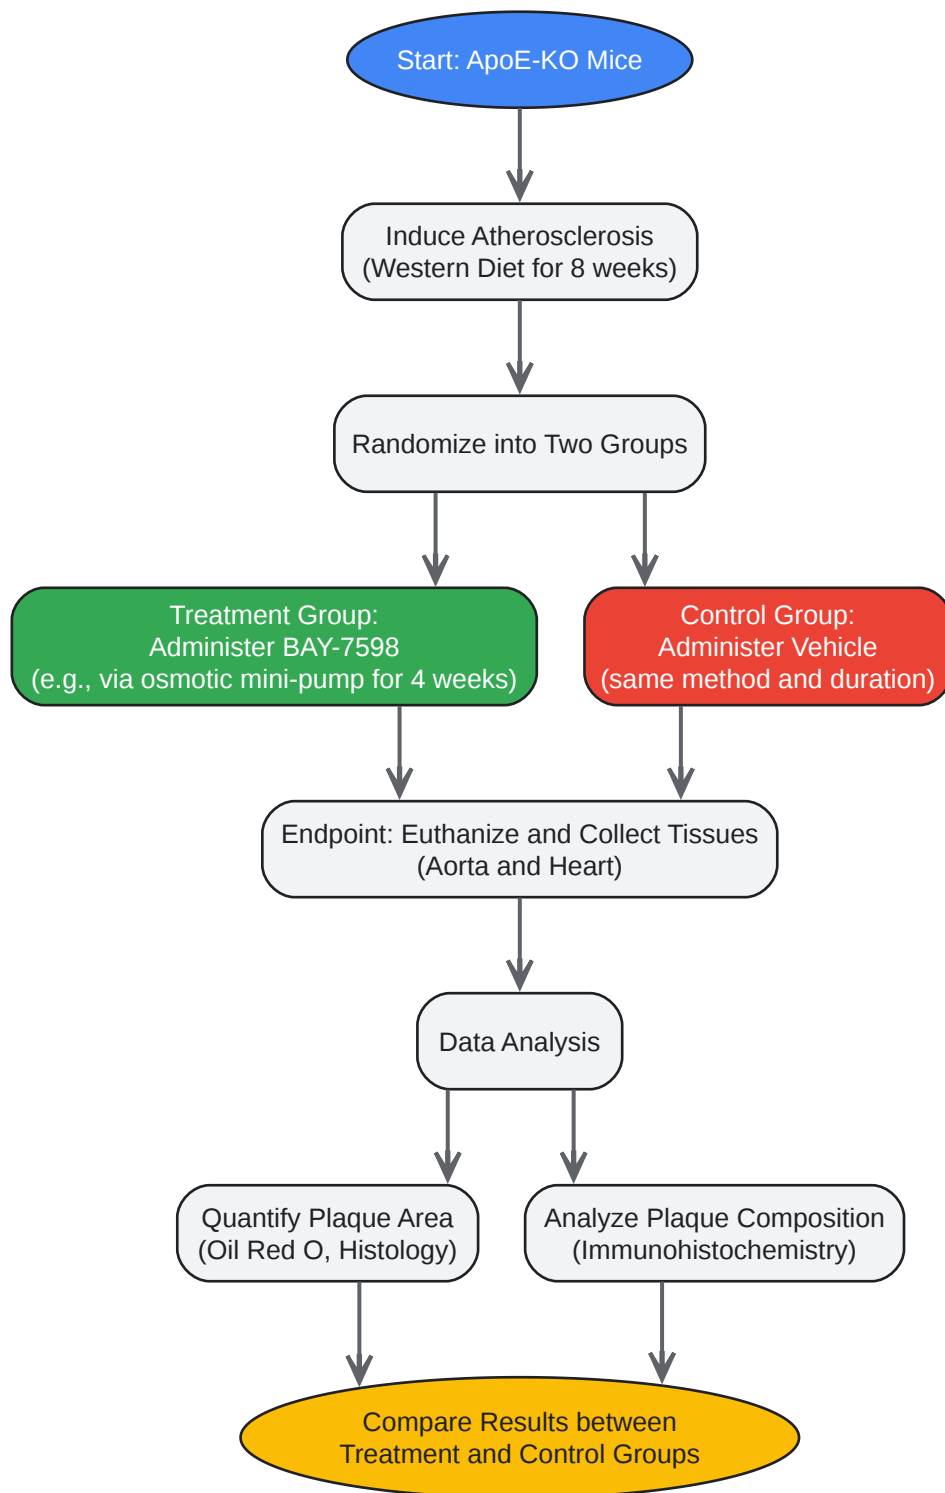 Start: ApoE-KO Mice
Induce Atherosclerosis
(Western Diet for 8 weeks)
Randomize into Two Groups
Treatment Group:
Administer BAY-7598
(e.g., via osmotic mini-pump for 4 weeks)
Control Group:
Administer Vehicle
(same method and duration)
Endpoint: Euthanize and Collect Tissues
(Aorta and Heart)
Data Analysis
Quantify Plaque Area
(Oil Red O, Histology)
Analyze Plaque Composition
(Immunohistochemistry)
Compare Results between
Treatment and Control Groups